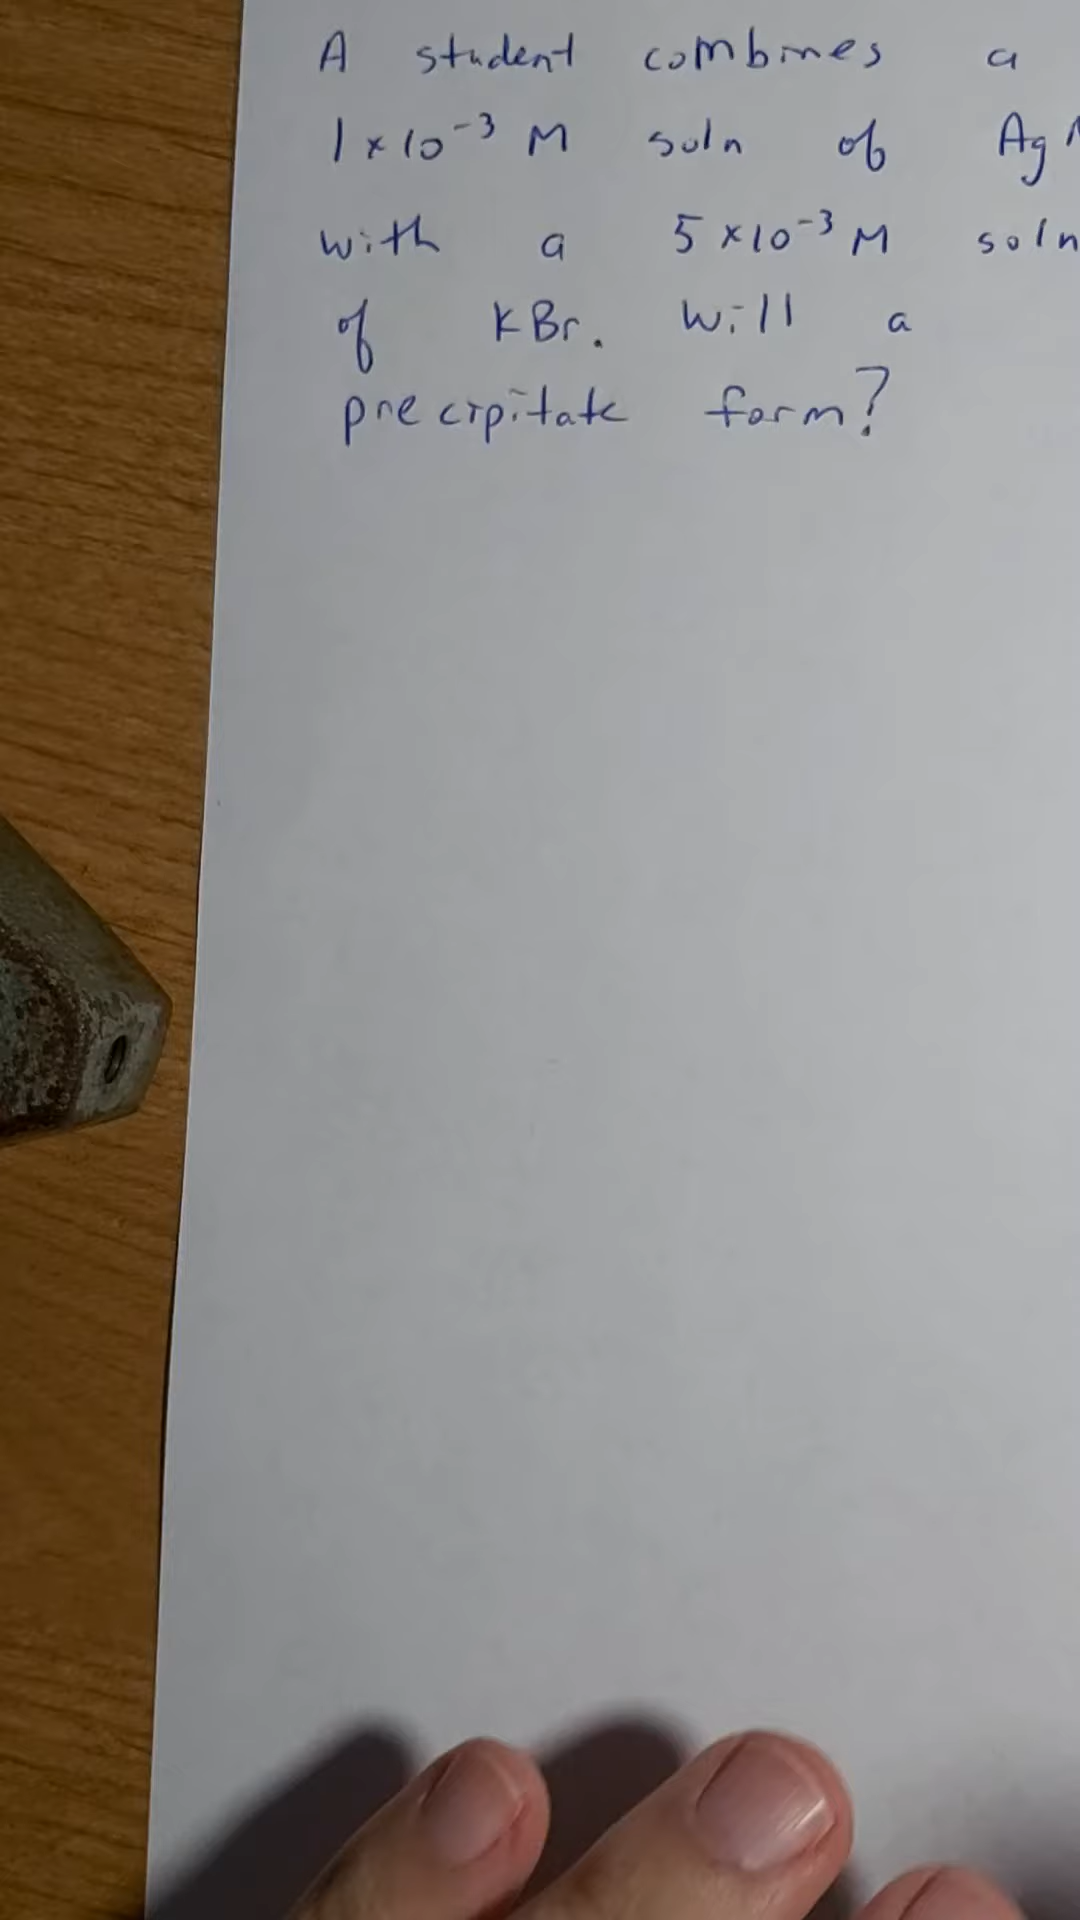 A student combines a
1×10⁻³ M soln of Ag
with a 5×10⁻³ M soln
of KBr. Will a
precipitate form?